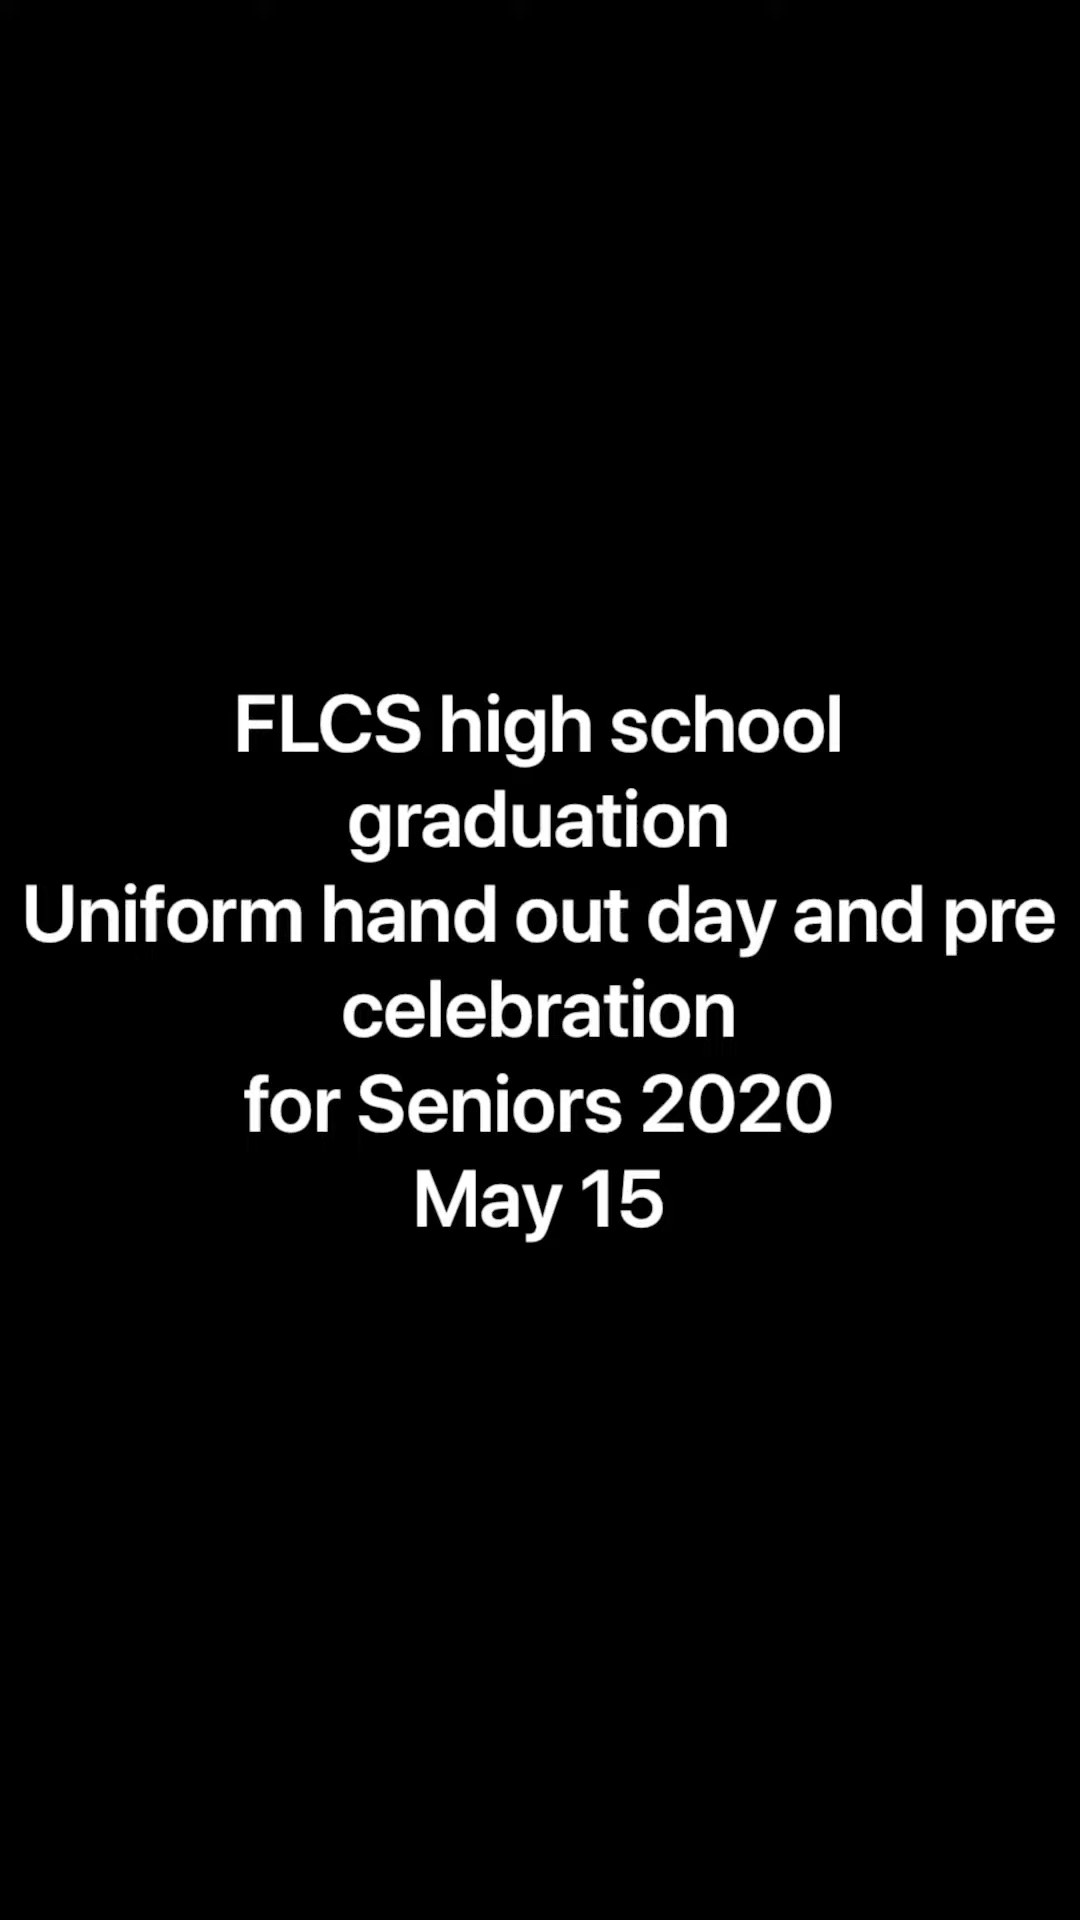 FLCS high school
graduation
Uniform hand out day and pre
celebration
for Seniors 2020
May 15